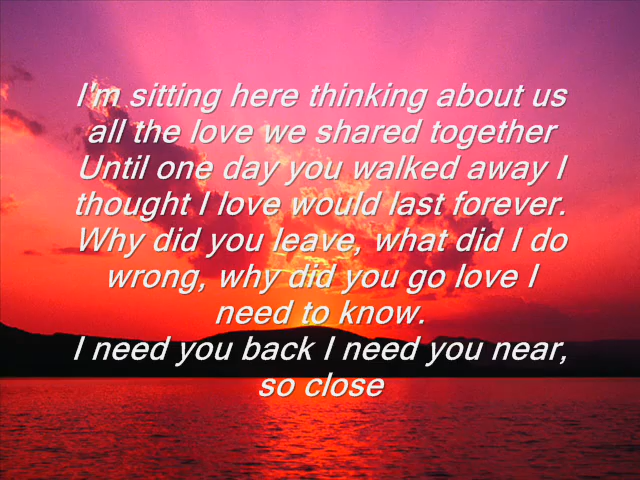 I'm sitting here thinking about us
all the love we shared together
Until one day you walked away I
thought I love would last forever.
Why did you leave, what did I do
wrong, why did you go love I
need to know.
I need you back I need you near,
so close